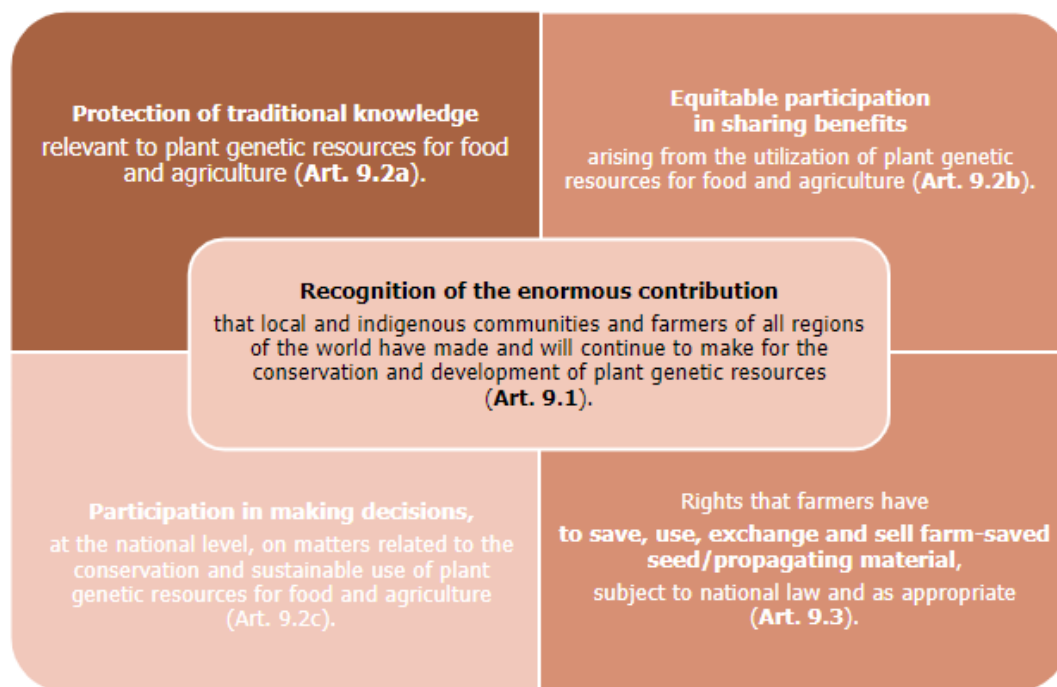 Protection of traditional knowledge
relevant to plant genetic resources for food
and agriculture (Art. 9.2a).
Equitable participation
in sharing benefits
arising from the utilization of plant genetic
resources for food and agriculture (Art. 9.2b).
Recognition of the enormous contribution
that local and indigenous communities and farmers of all regions
of the world have made and will continue to make for the
conservation and development of plant genetic resources
(Art. 9.1).
Participation in making decisions,
at the national level, on matters related to the
conservation and sustainable use of plant
genetic resources for food and agriculture
(Art. 9.2c).
Rights that farmers have
to save, use, exchange and sell farm-saved
seed/propagating material,
subject to national law and as appropriate
(Art. 9.3).